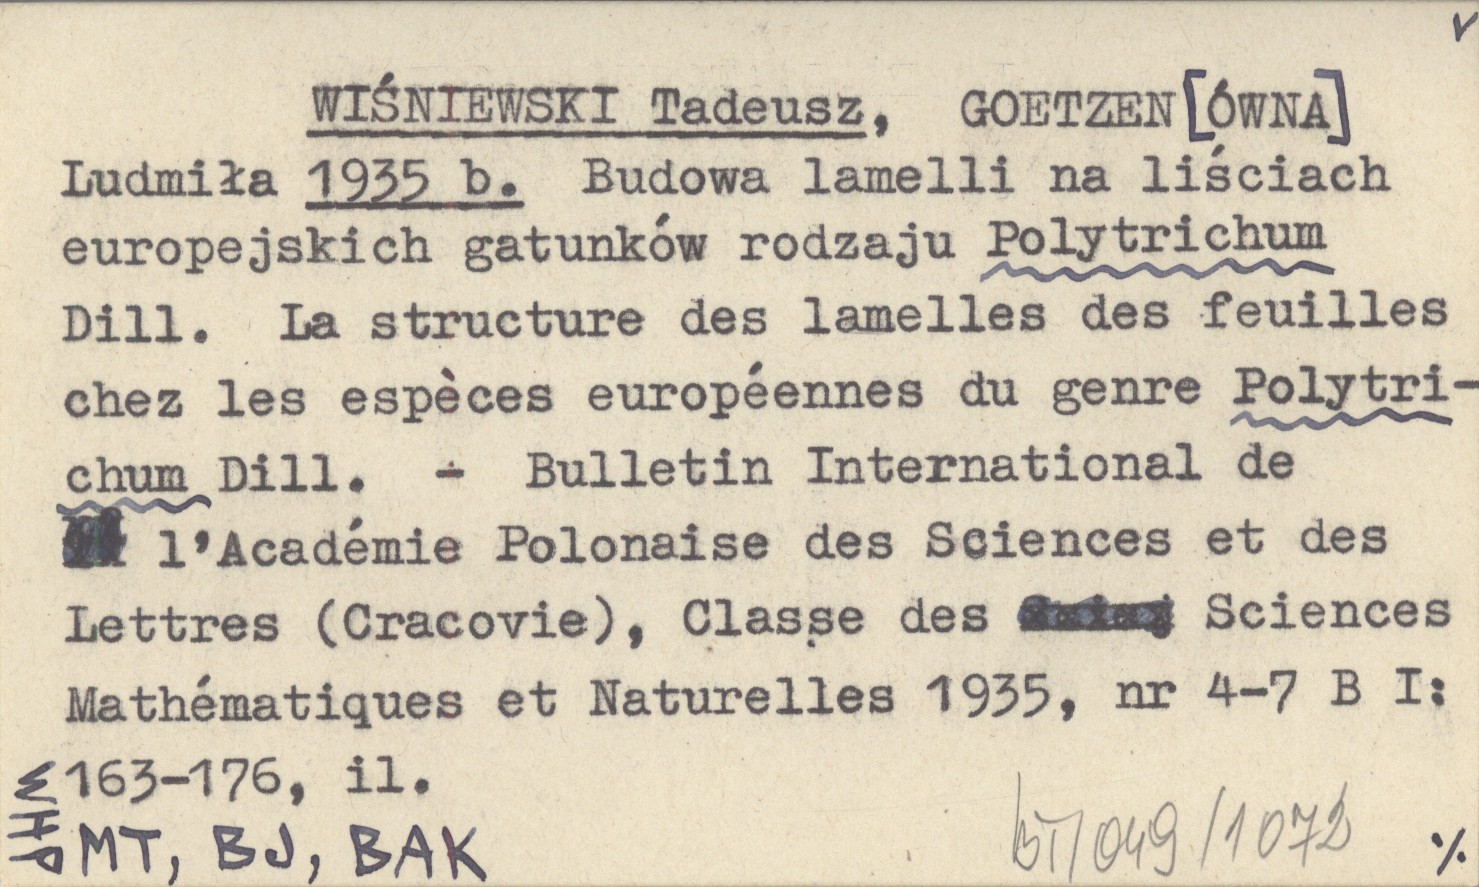 ✓
WIŚNIEWSKI Tadeusz, GOETZEN[ÓWNA]
Ludmiła 1935 b. Budowa lamelli na liściach
europejskich gatunków rodzaju Polytrichum
Dill. La structure des lamelles des feuilles
chez les espèces européennes du genre Polytri-
chum Dill. - Bulletin International de
l'Académie Polonaise des Sciences et des
Lettres (Cracovie), Classe des Sciences
Mathématiques et Naturelles 1935, nr 4-7 B I:
163-176, il.
MT, BJ, BAK
/049/1072
%